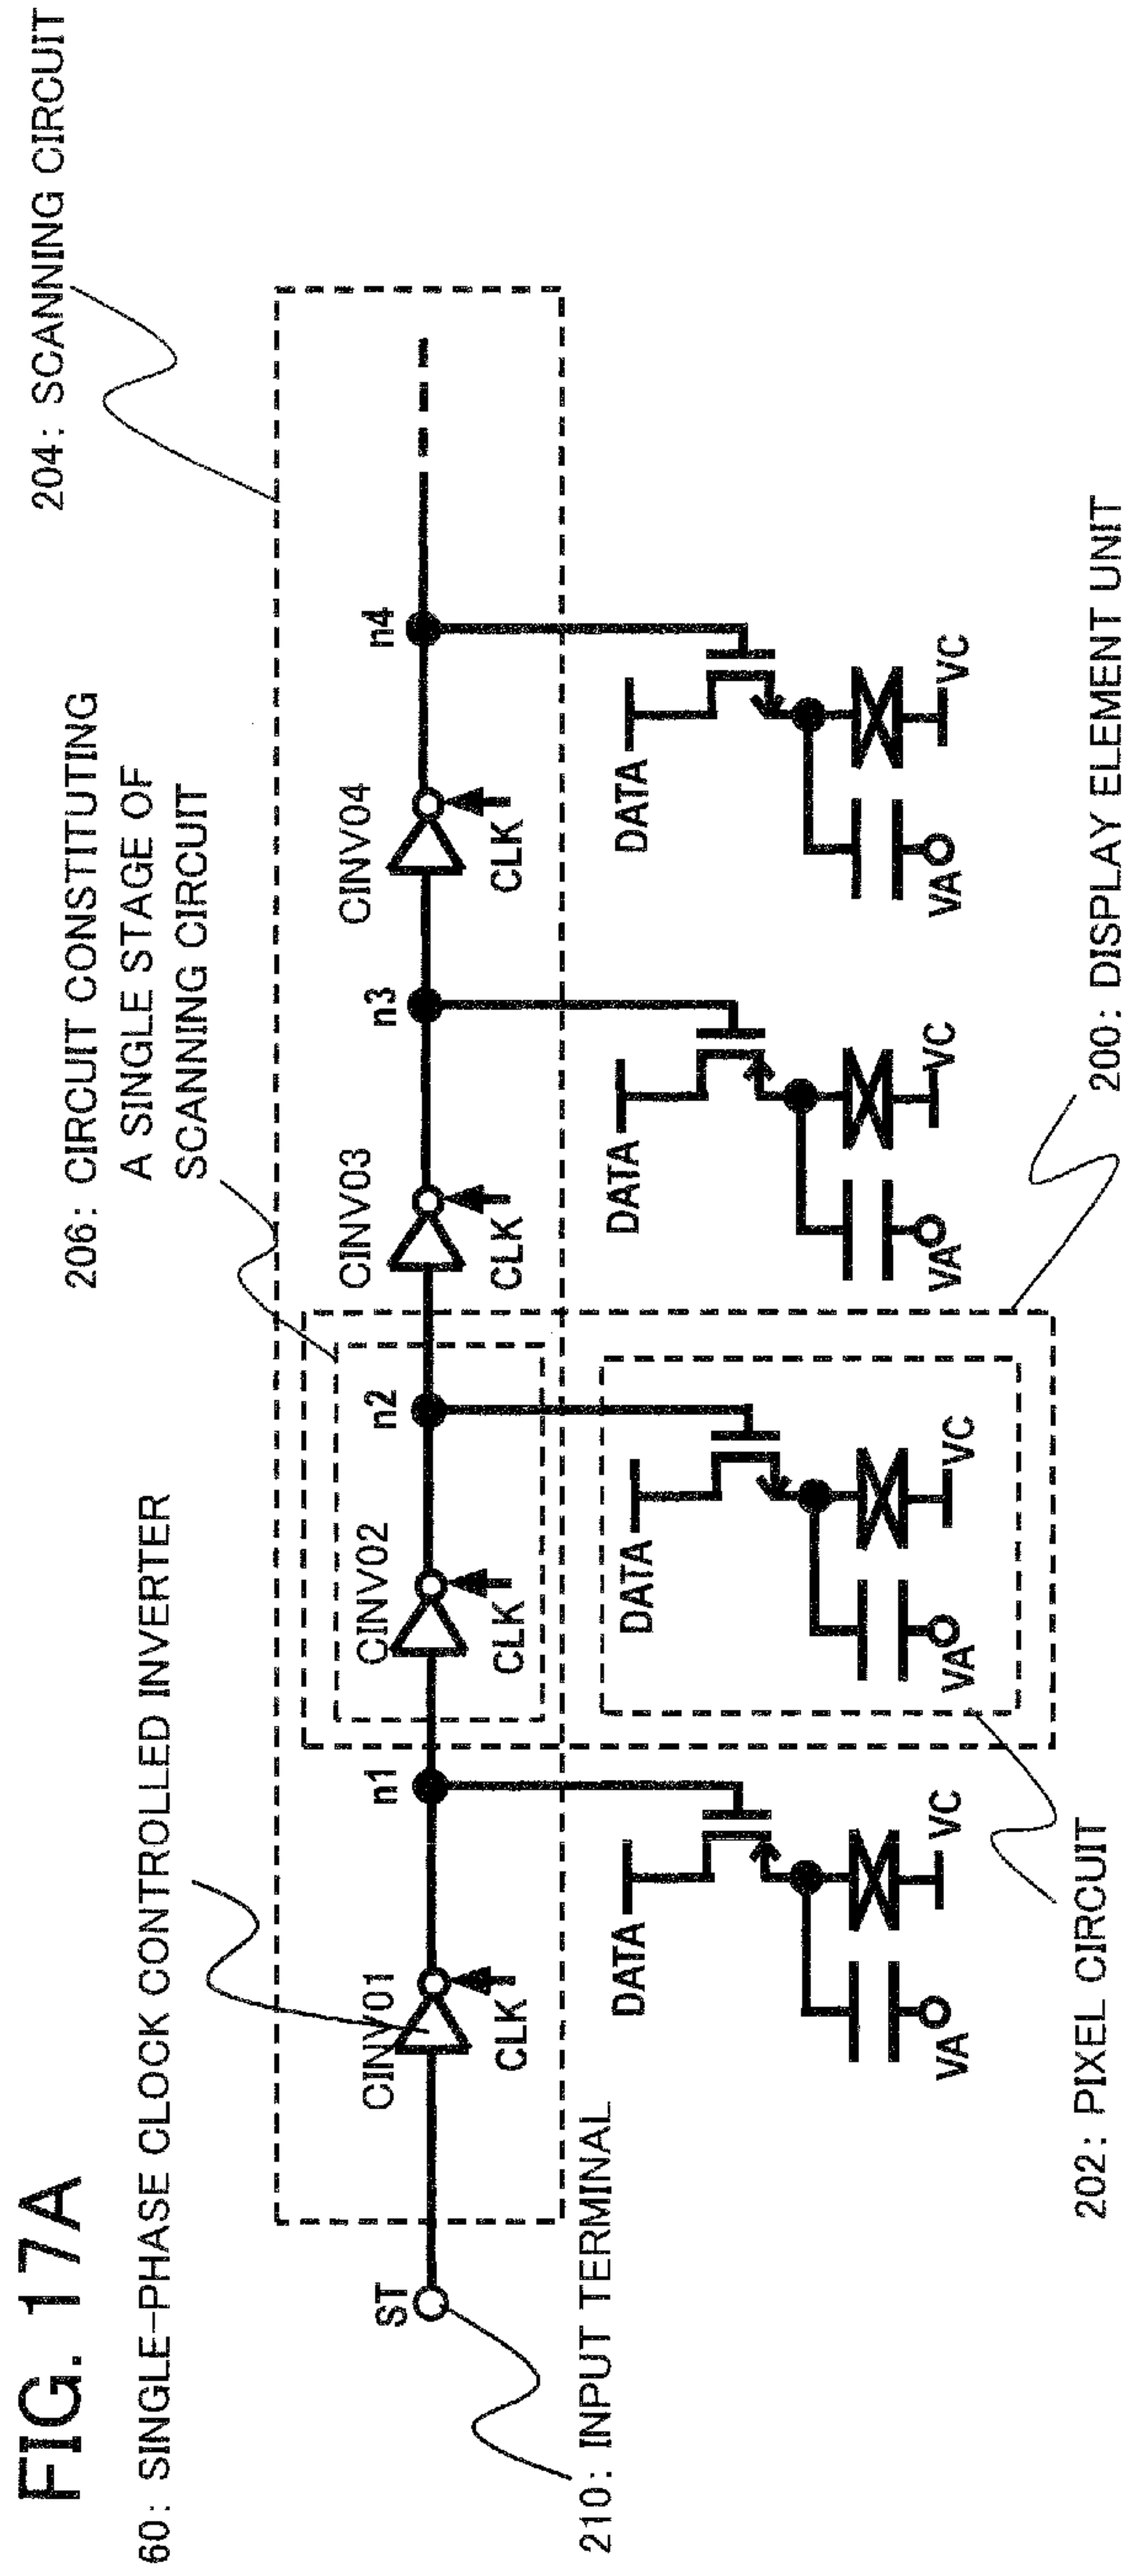 FIG. 17A
60: SINGLE-PHASE CLOCK CONTROLLED INVERTER
206: CIRCUIT CONSTITUTING
A SINGLE STAGE OF
SCANNING CIRCUIT
204: SCANNING CIRCUIT
ST
CINV01
CLK
n1
CINV02
CLK
n2
CINV03
CLK
n3
CINV04
CLK
n4
210: INPUT TERMINAL
DATA
VA
VC
DATA
VA
VC
DATA
VA
VC
DATA
VA
VC
202: PIXEL CIRCUIT
200: DISPLAY ELEMENT UNIT